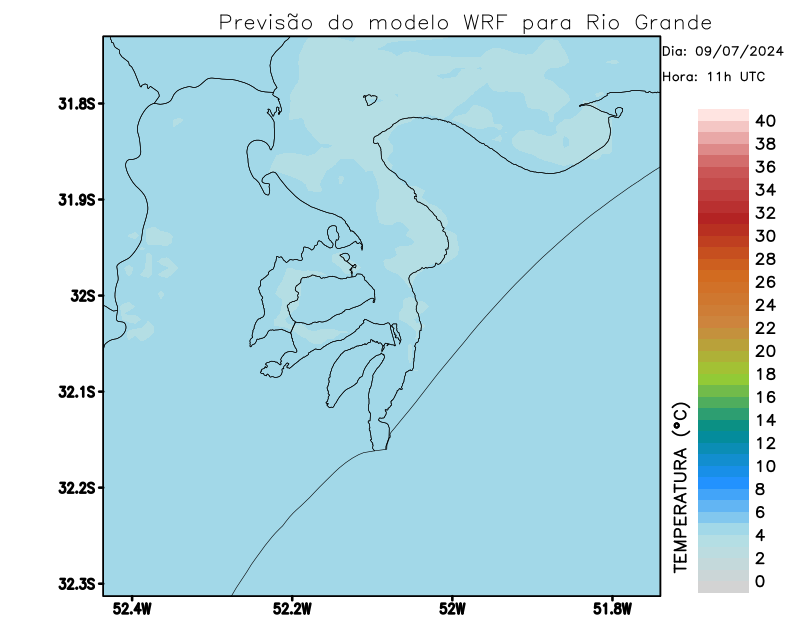 Previsão do modelo WRF para Rio Grande
Dia: 09/07/2024
Hora: 11h UTC
31.8S
31.9S
32S
32.1S
32.2S
32.3S
52.4W
52.2W
52W
51.8W
TEMPERATURA (°C)
40
38
36
34
32
30
28
26
24
22
20
18
16
14
12
10
8
6
4
2
0